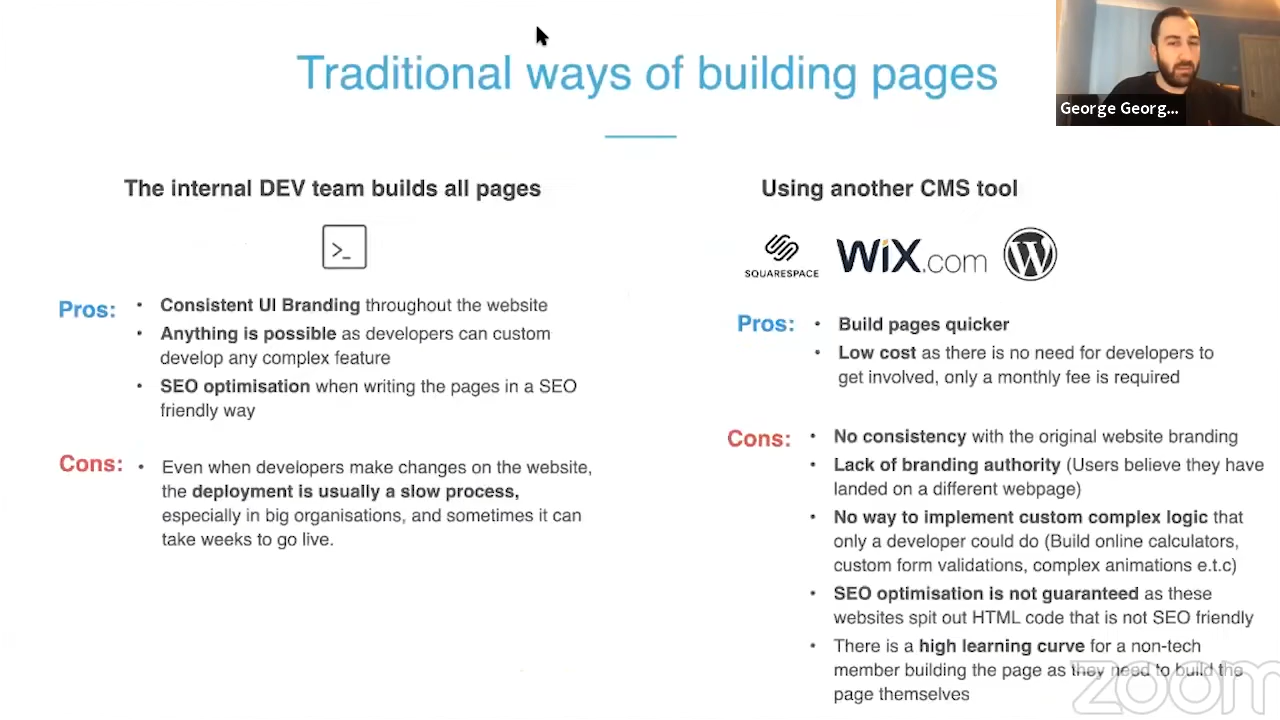 Traditional ways of building pages
George Georg...
The internal DEV team builds all pages
>_
Pros:
• Consistent UI Branding throughout the website
• Anything is possible as developers can custom
develop any complex feature
• SEO optimisation when writing the pages in a SEO
friendly way
Cons:
• Even when developers make changes on the website,
the deployment is usually a slow process,
especially in big organisations, and sometimes it can
take weeks to go live.
Using another CMS tool
SQUARESPACE
WiX.com
W
Pros:
• Build pages quicker
• Low cost as there is no need for developers to
get involved, only a monthly fee is required
Cons:
• No consistency with the original website branding
• Lack of branding authority (Users believe they have
landed on a different webpage)
• No way to implement custom complex logic that
only a developer could do (Build online calculators,
custom form validations, complex animations e.t.c)
• SEO optimisation is not guaranteed as these
websites spit out HTML code that is not SEO friendly
• There is a high learning curve for a non-tech
member building the page as they need to build the
page themselves
zoom